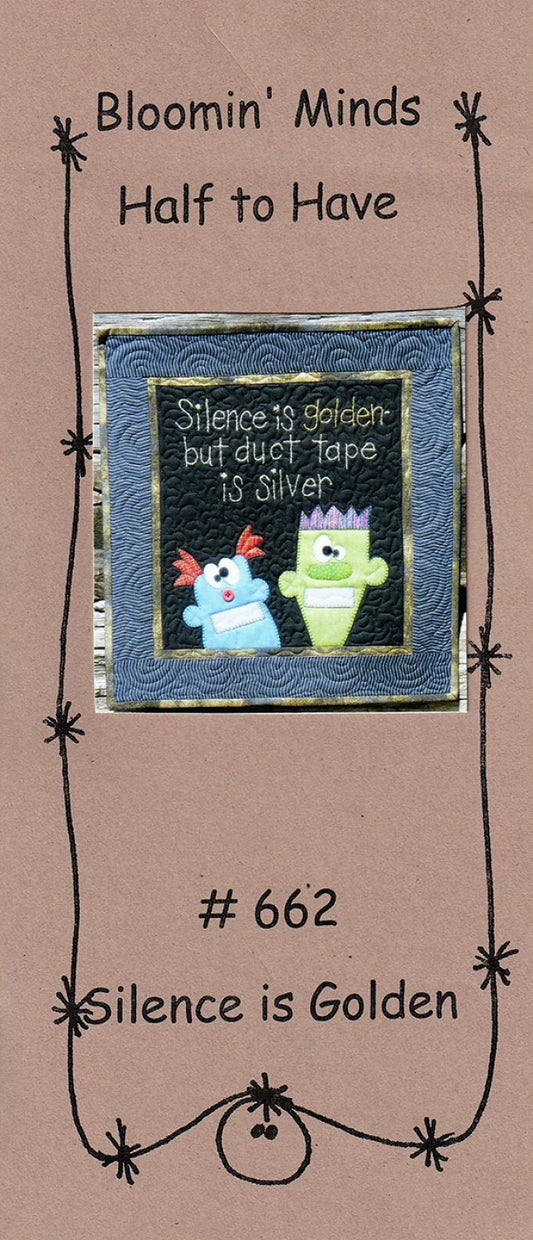 Bloomin' Minds
Half to Have
Silence is golden-
but duct tape
is silver
# 662
Silence is Golden